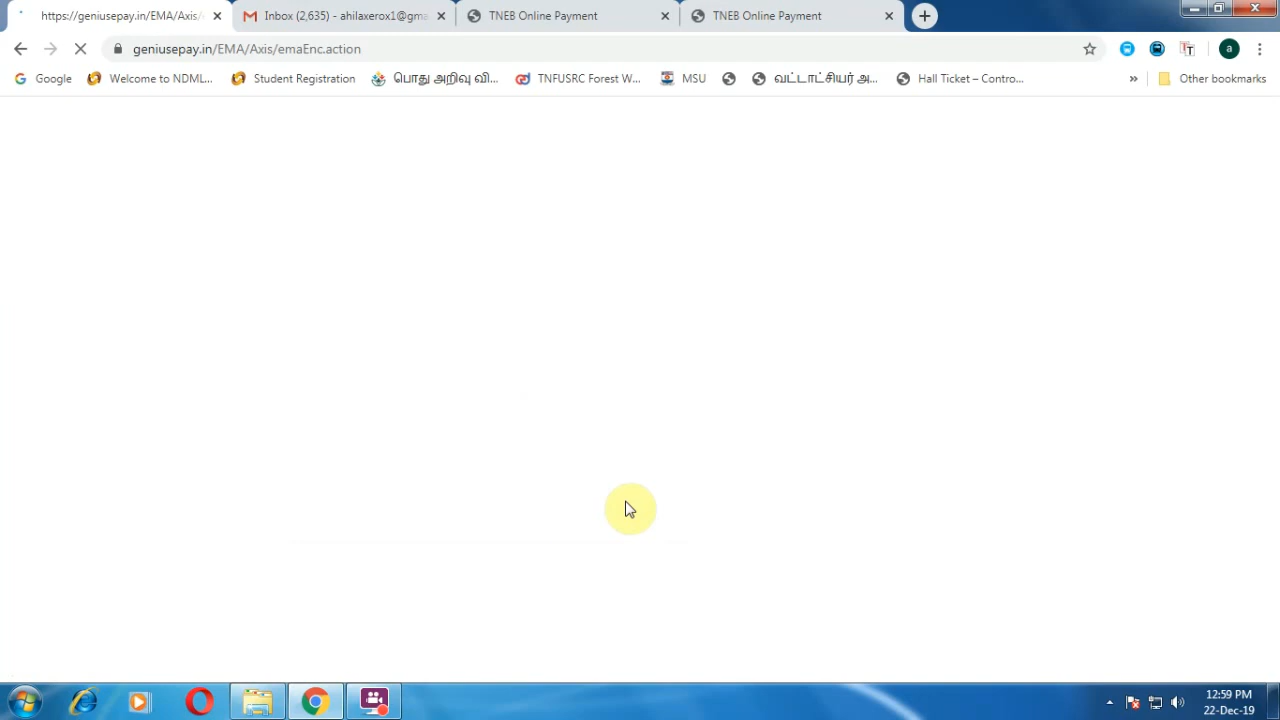 https://geniusepay.in/EMA/Axis/
Inbox (2,635) - ahilaxerox1@gma
TNEB Online Payment
TNEB Online Payment
geniusepay.in/EMA/Axis/emaEnc.action
Google
Welcome to NDML...
Student Registration
பொது அறிவு வி...
TNFUSRC Forest W...
MSU
வட்டாட்சியர் அ...
Hall Ticket – Contro...
»
Other bookmarks
a
12:59 PM
22-Dec-19